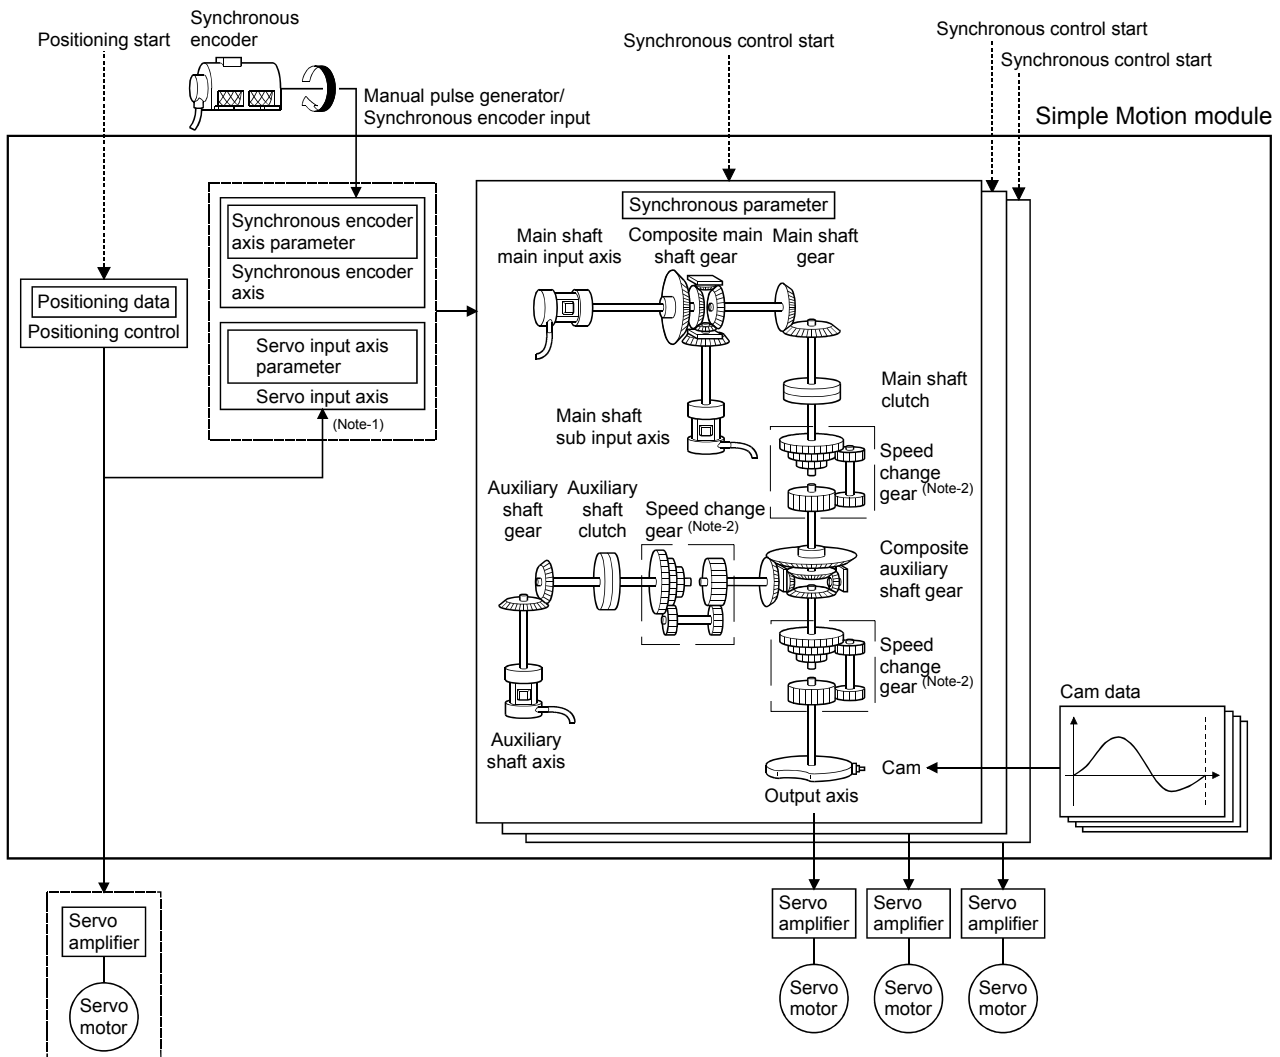 Positioning start
Synchronous
encoder
Manual pulse generator/
Synchronous encoder input
Synchronous control start
Synchronous control start
Synchronous control start
Simple Motion module
Positioning data
Positioning control
Synchronous encoder
axis parameter
Synchronous encoder
axis
Servo input axis
parameter
Servo input axis
(Note-1)
Synchronous parameter
Main shaft
main input axis
Composite main
shaft gear
Main shaft
gear
Main shaft
clutch
Main shaft
sub input axis
Speed
change
gear (Note-2)
Auxiliary
shaft
gear
Auxiliary
shaft
clutch
Speed change
gear (Note-2)
Composite
auxiliary
shaft gear
Speed
change
gear (Note-2)
Auxiliary
shaft axis
Cam
Output axis
Cam data
Servo
amplifier
Servo
motor
Servo
amplifier
Servo
motor
Servo
amplifier
Servo
motor
Servo
amplifier
Servo
motor